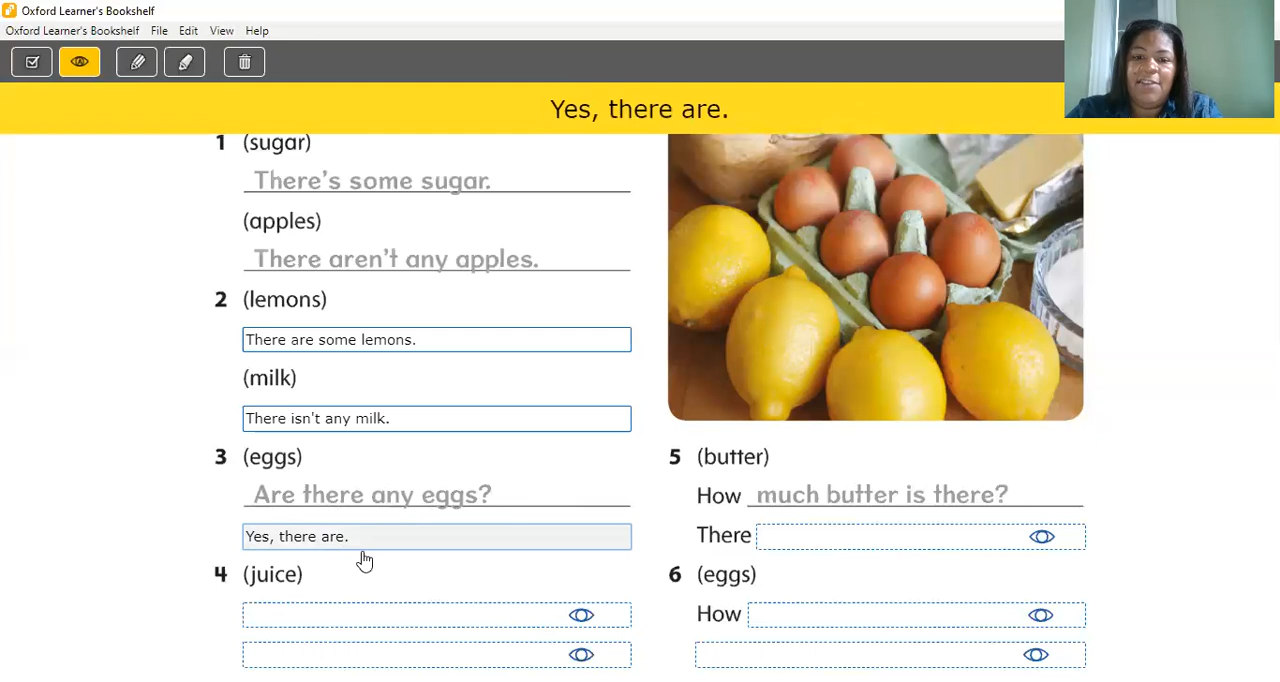 Oxford Learner's Bookshelf
Oxford Learner's Bookshelf File Edit View Help
Yes, there are.
1 (sugar)
There's some sugar.
(apples)
There aren't any apples.
2 (lemons)
There are some lemons.
(milk)
There isn't any milk.
3 (eggs)
Are there any eggs?
Yes, there are.
4 (juice)
5 (butter)
How much butter is there?
There
6 (eggs)
How